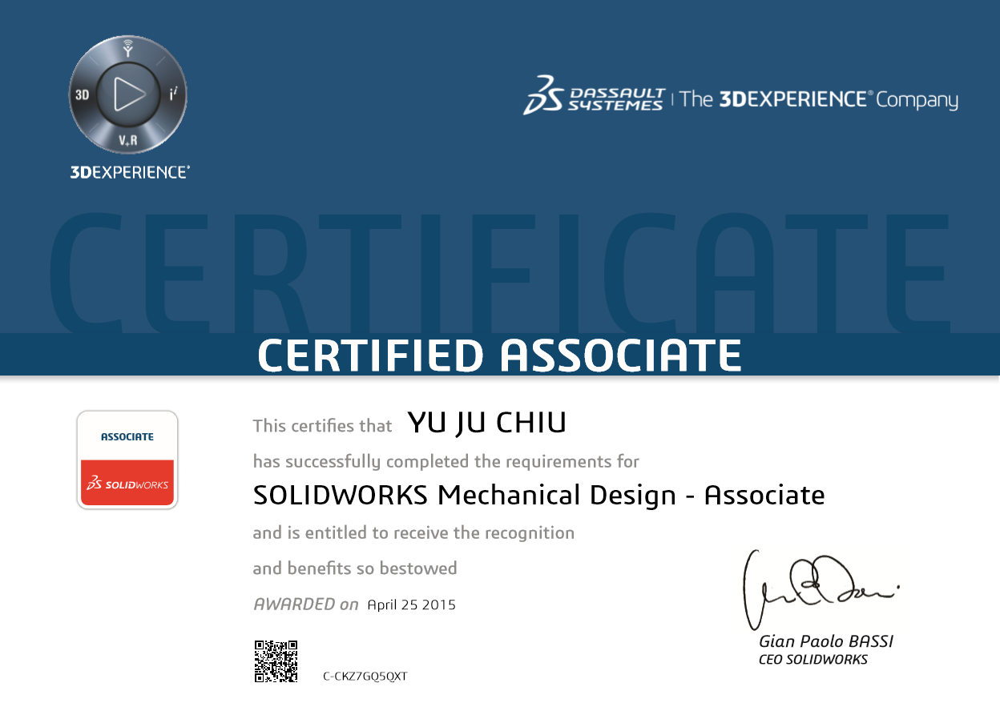 3D
V+R
3DEXPERIENCE®
DS DASSAULT SYSTEMES | The 3DEXPERIENCE® Company
CERTIFICATE
CERTIFIED ASSOCIATE
ASSOCIATE
DS SOLIDWORKS
This certifies that YU JU CHIU
has successfully completed the requirements for
SOLIDWORKS Mechanical Design - Associate
and is entitled to receive the recognition
and benefits so bestowed
AWARDED on April 25 2015
Gian Paolo BASSI
CEO SOLIDWORKS
C-CKZ7GQ5QXT